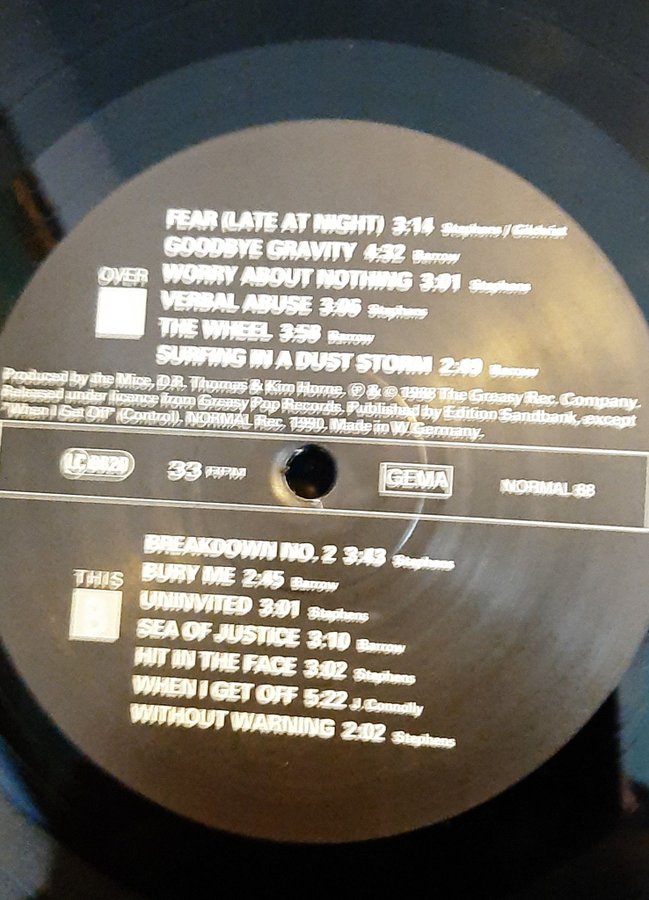 FEAR (LATE AT NIGHT) 3:14 Stephens / Gilchrist
GOODBYE GRAVITY 4:32 Barrow
OVER
WORRY ABOUT NOTHING 3:01 Stephens
VERBAL ABUSE 3:05 Stephens
THE WHEEL 3:58 Barrow
SURFING IN A DUST STORM 2:49 Barrow
Produced by the Mice, D.R. Thomas & Kim Horne. Ⓟ & © 1988 The Greasy Rec. Company.
Released under licence from Greasy Pop Records. Published by Edition Sandbank, except
"When I Get Off" (Control). NORMAL Rec. 1990. Made in W. Germany.
33 RPM
GEMA
NORMAL 88
BREAKDOWN NO. 2 3:43 Stephens
THIS
BURY ME 2:45 Barrow
UNINVITED 3:01 Stephens
SEA OF JUSTICE 3:10 Barrow
HIT IN THE FACE 3:02 Stephens
WHEN I GET OFF 5:22 J. Connolly
WITHOUT WARNING 2:02 Stephens